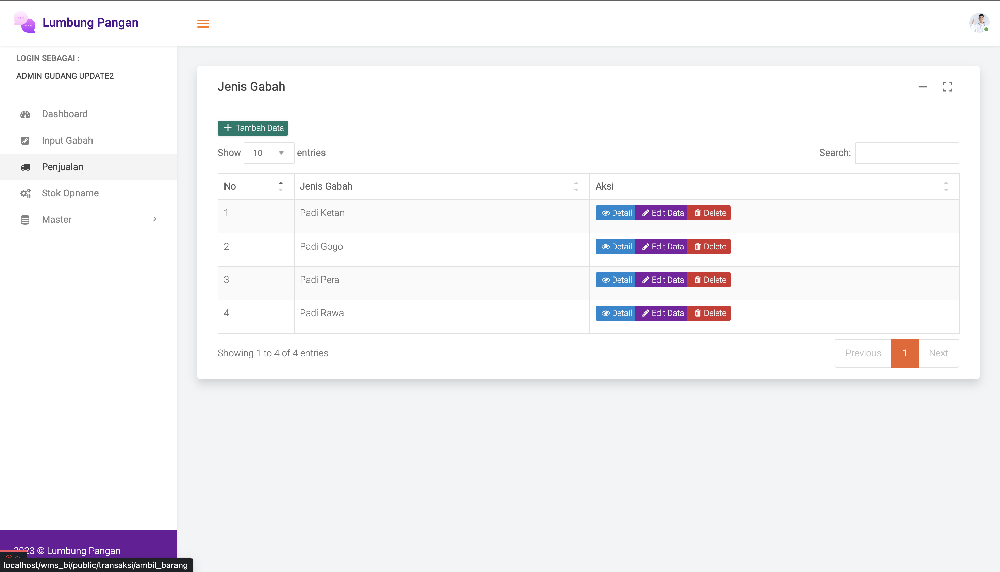 Lumbung Pangan
LOGIN SEBAGAI :
ADMIN GUDANG UPDATE2
Dashboard
Input Gabah
Penjualan
Stok Opname
Master
Jenis Gabah
Tambah Data
Show 10 entries
Search:
No Jenis Gabah Aksi
1 Padi Ketan Detail Edit Data Delete
2 Padi Gogo Detail Edit Data Delete
3 Padi Pera Detail Edit Data Delete
4 Padi Rawa Detail Edit Data Delete
Showing 1 to 4 of 4 entries
Previous 1 Next
2023 © Lumbung Pangan
localhost/wms_bi/public/transaksi/ambil_barang